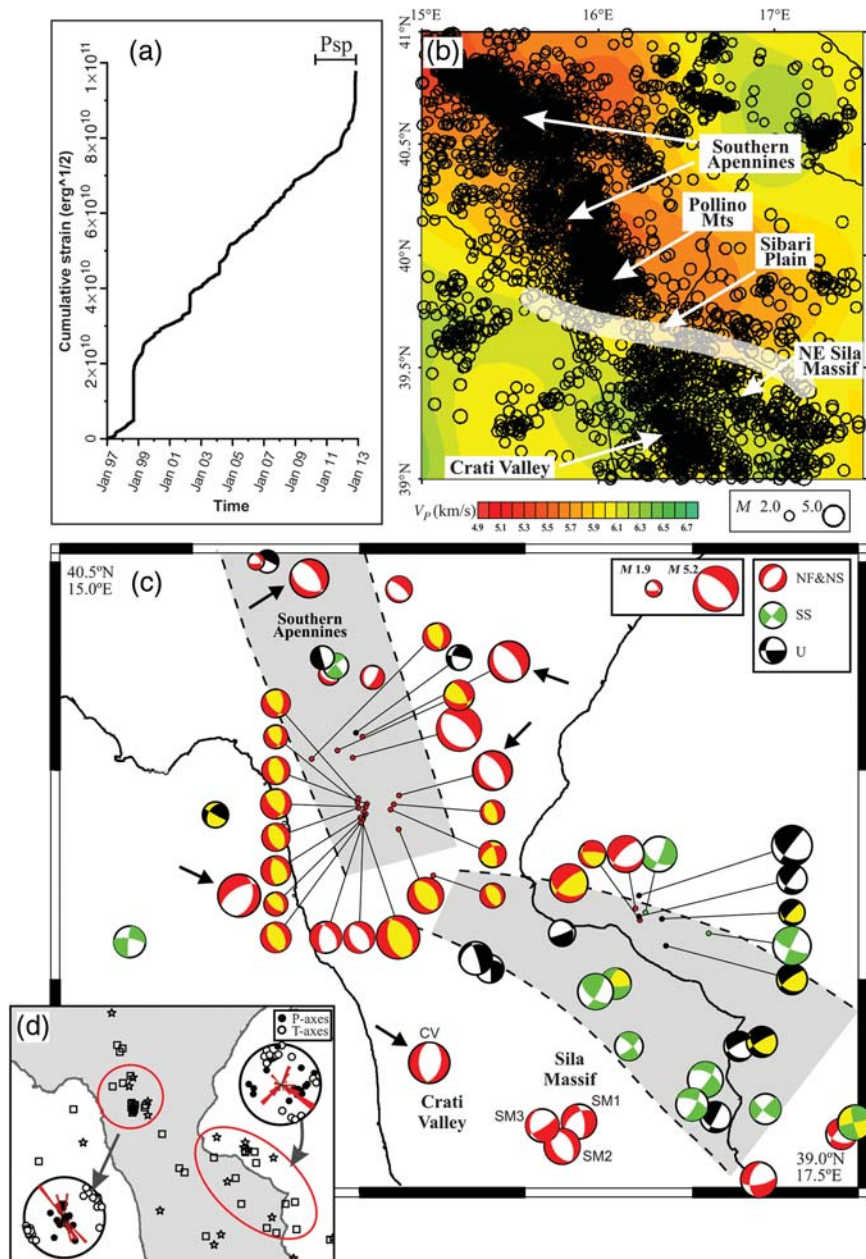 (a)
Psp
Cumulative strain (erg^1/2)
1×10^11
8×10^10
6×10^10
4×10^10
2×10^10
0
Jan 97
Jan 99
Jan 01
Jan 03
Jan 05
Jan 07
Jan 09
Jan 11
Jan 13
Time
15°E
16°E
17°E
41°N
40.5°N
40°N
39.5°N
39°N
(b)
Southern
Apennines
Pollino
Mts
Sibari
Plain
NE Sila
Massif
Crati Valley
VP (km/s)
4.9
5.1
5.3
5.5
5.7
5.9
6.1
6.3
6.5
6.7
M 2.0 5.0
40.5ºN
15.0ºE
(c)
Southern
Apennines
M 1.9 M 5.2
NF&NS
SS
U
CV
Crati
Valley
Sila
Massif
SM3
SM1
SM2
39.0ºN
17.5ºE
(d)
P-axes
T-axes